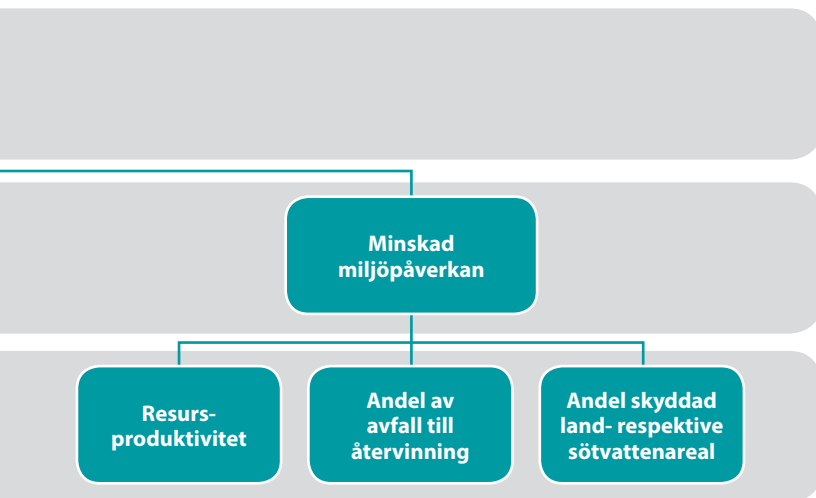 Minskad
miljöpåverkan
Resurs-
produktivitet
Andel av
avfall till
återvinning
Andel skyddad
land- respektive
sötvattenareal